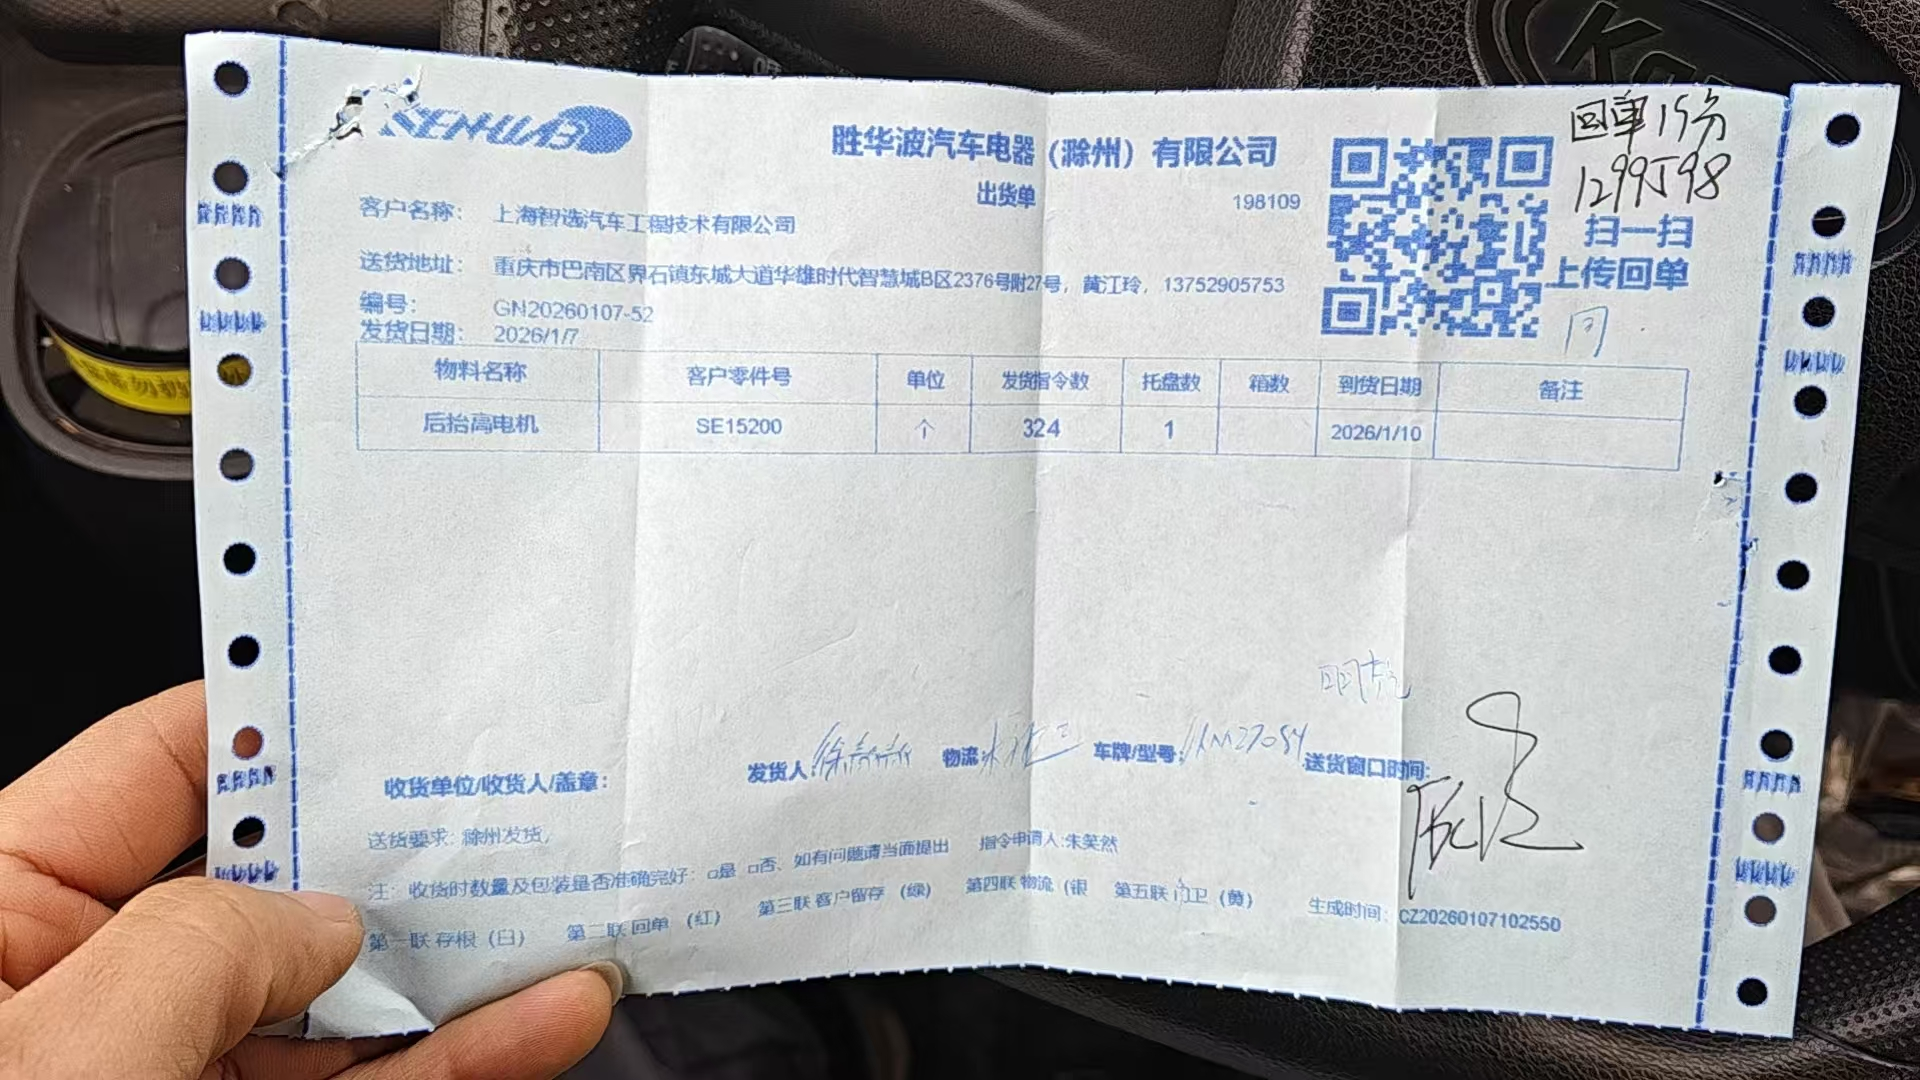 SENHUAB
回单15分
1299J98
胜华波汽车电器（滁州）有限公司
出货单
198109
扫一扫
上传回单
客户名称： 上海智选汽车工程技术有限公司
送货地址： 重庆市巴南区界石镇东城大道华雄时代智慧城B区2376号附27号，黄江玲，13752905753
编号： GN20260107-52
发货日期： 2026/1/7
物料名称 客户零件号 单位 发货指令数 托盘数 箱数 到货日期 备注
后抬高电机 SE15200 个 324 1 2026/1/10
收货单位/收货人/盖章： 发货人： 物流： 车牌/型号： 送货窗口时间：
送货要求：滁州发货，
注：收货时数量及包装是否准确完好：□是 □否、如有问题请当面提出 指令申请人:朱笑然
第一联 存根（白） 第二联 回单 （红） 第三联 客户留存 （绿） 第四联 物流（银 第五联 门卫（黄） 生成时间：CZ20260107102550